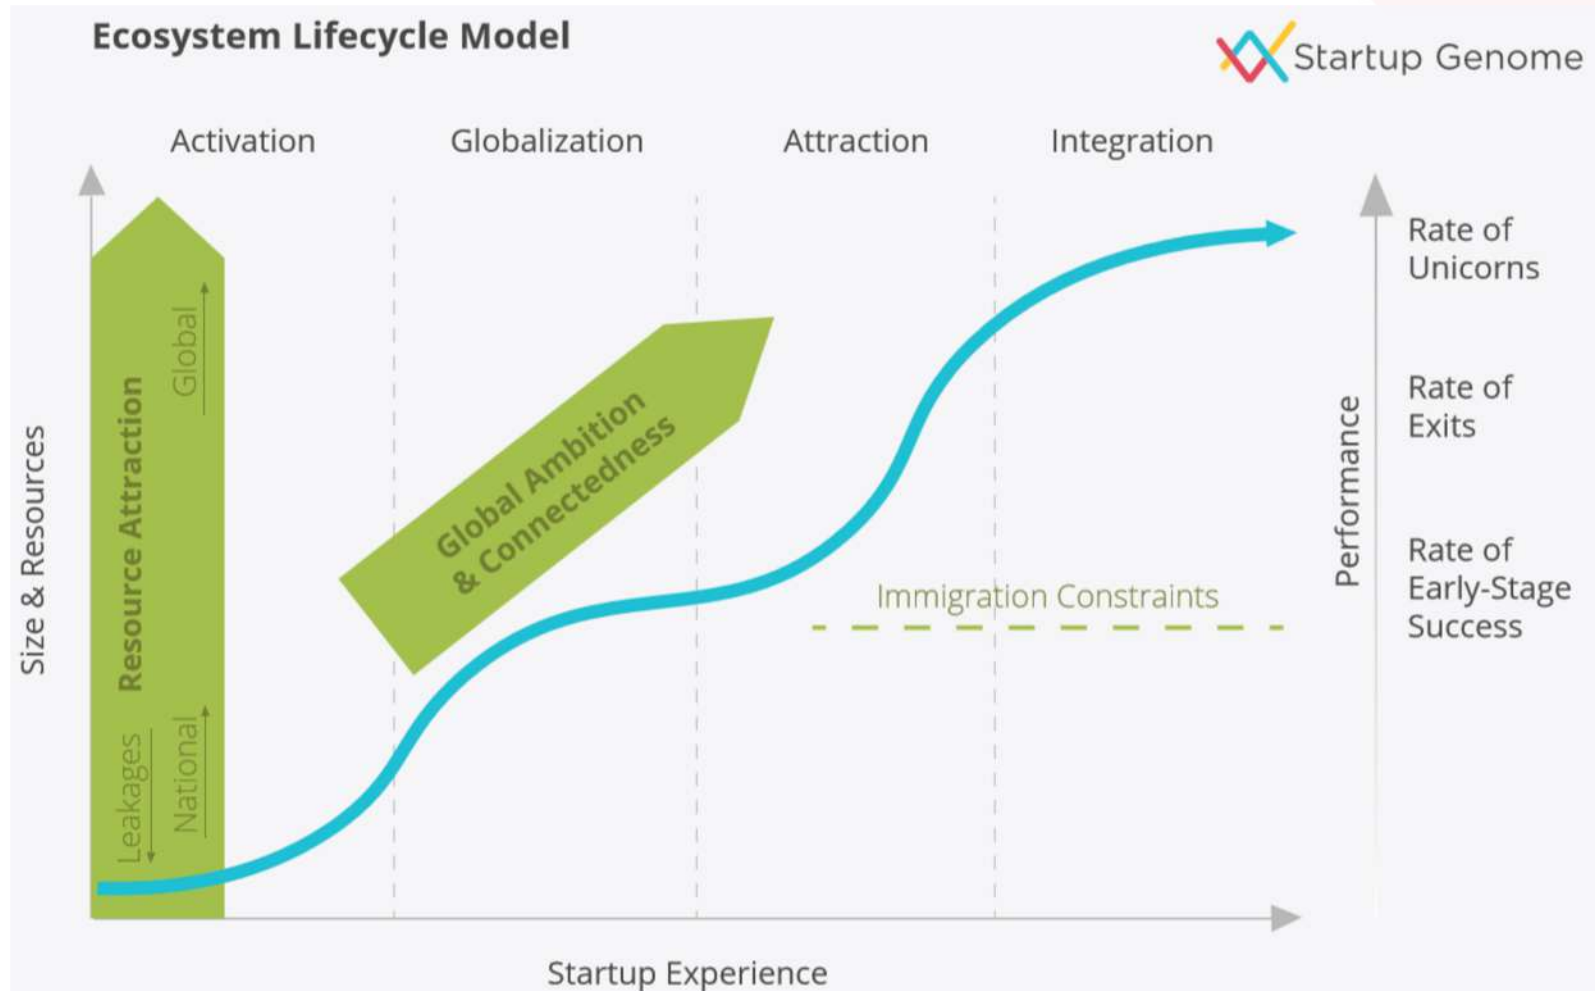 Ecosystem Lifecycle Model
Startup Genome
Activation
Globalization
Attraction
Integration
Size & Resources
Resource Attraction
Global
Leakages
National
Global Ambition
& Connectedness
Immigration Constraints
Performance
Rate of
Unicorns
Rate of
Exits
Rate of
Early-Stage
Success
Startup Experience